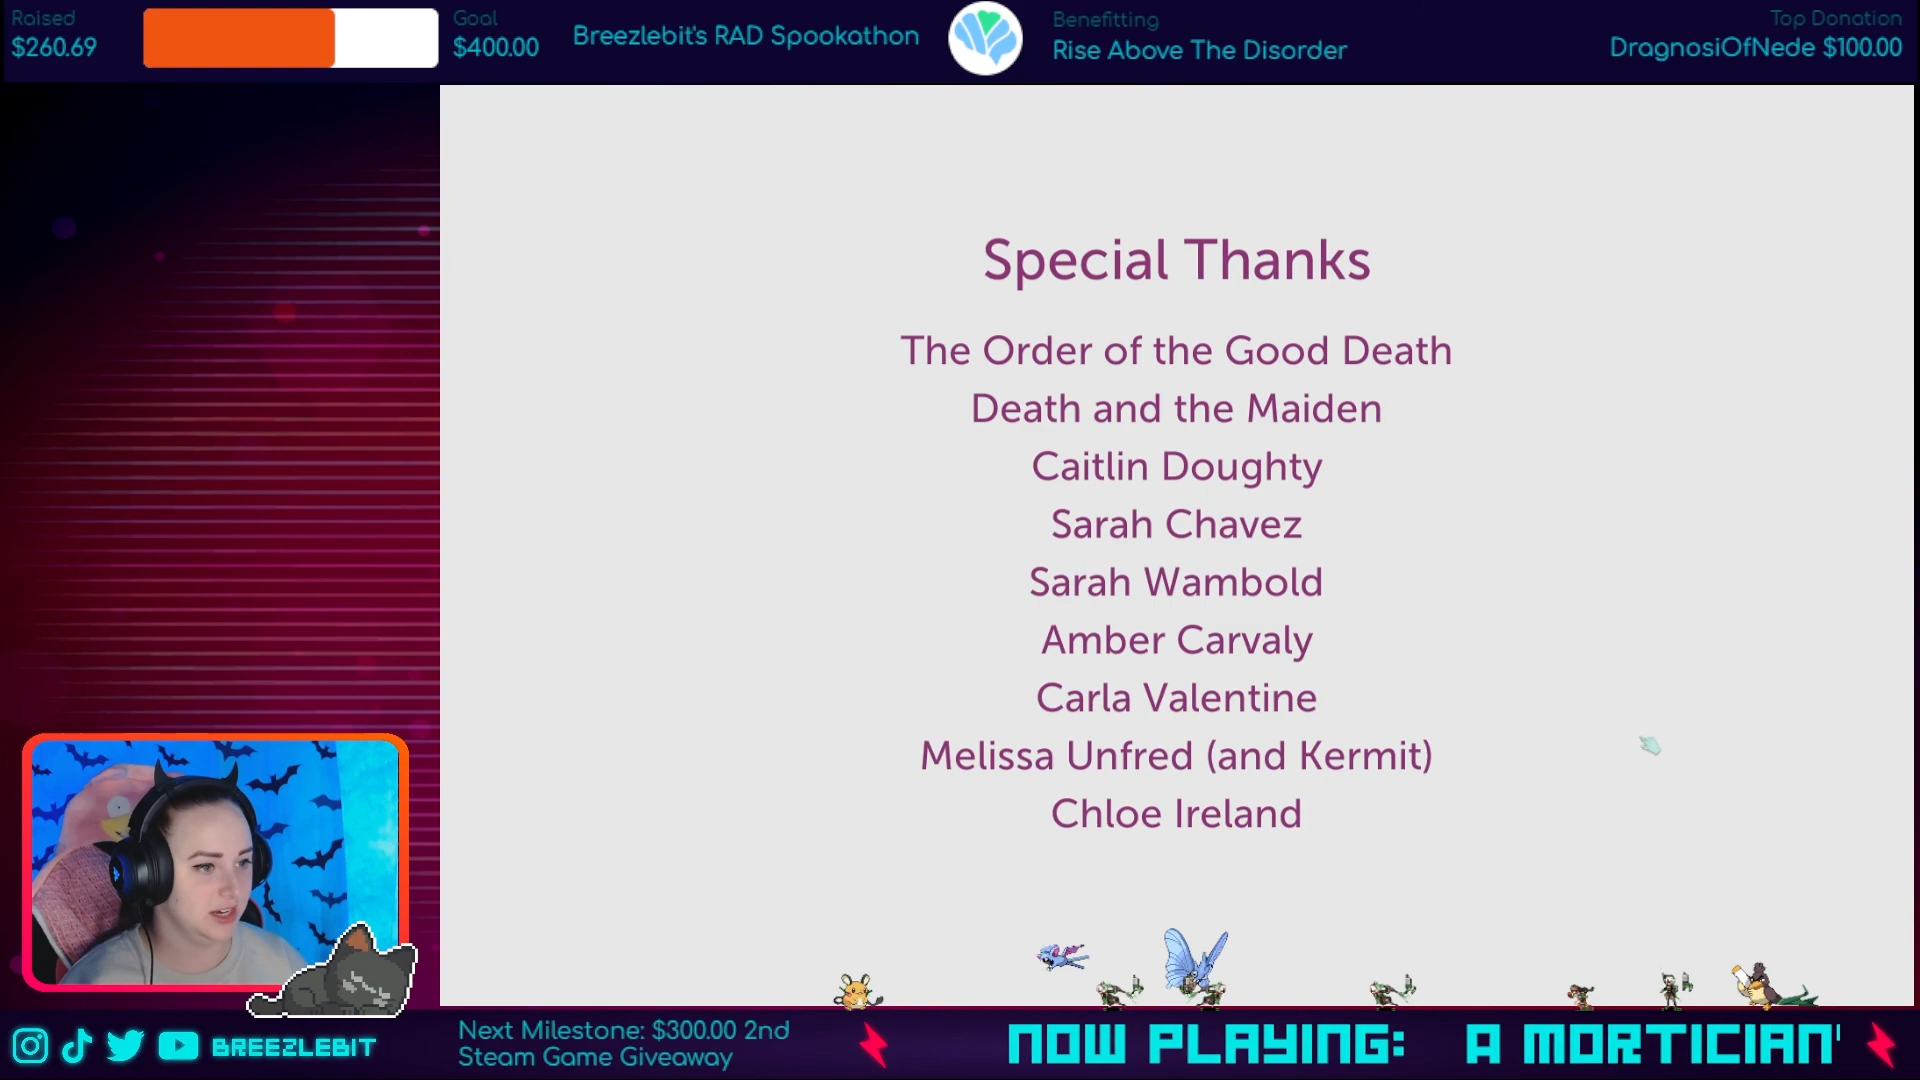 Raised
$260.69
Goal
$400.00
Breezlebit's RAD Spookathon
Benefitting
Rise Above The Disorder
Top Donation
DragnosiOfNede $100.00
Special Thanks
The Order of the Good Death
Death and the Maiden
Caitlin Doughty
Sarah Chavez
Sarah Wambold
Amber Carvaly
Carla Valentine
Melissa Unfred (and Kermit)
Chloe Ireland
BREEZLEBIT
Next Milestone: $300.00 2nd
Steam Game Giveaway
NOW PLAYING: A MORTICIAN'